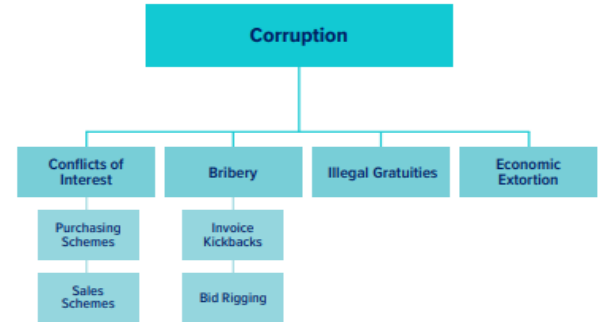 Corruption
Conflicts of
Interest
Bribery
Illegal Gratuities
Economic
Extortion
Purchasing
Schemes
Invoice
Kickbacks
Sales
Schemes
Bid Rigging